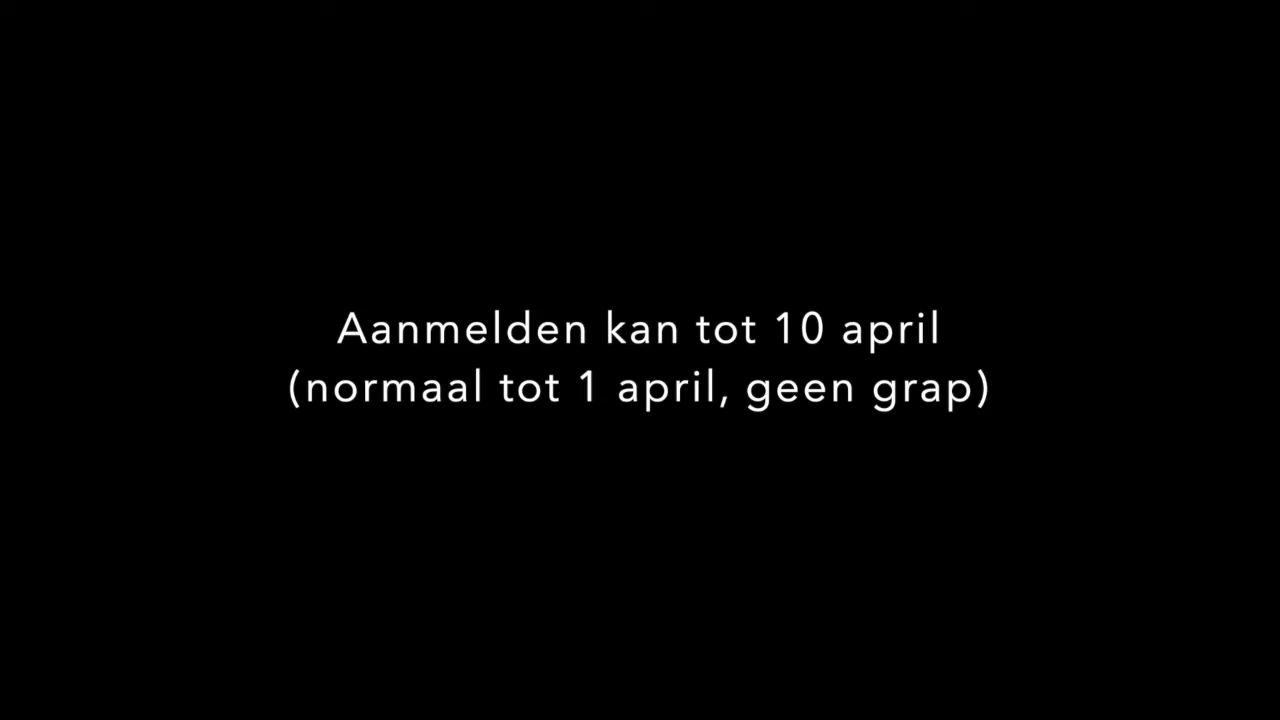 Aanmelden kan tot 10 april
(normaal tot 1 april, geen grap)